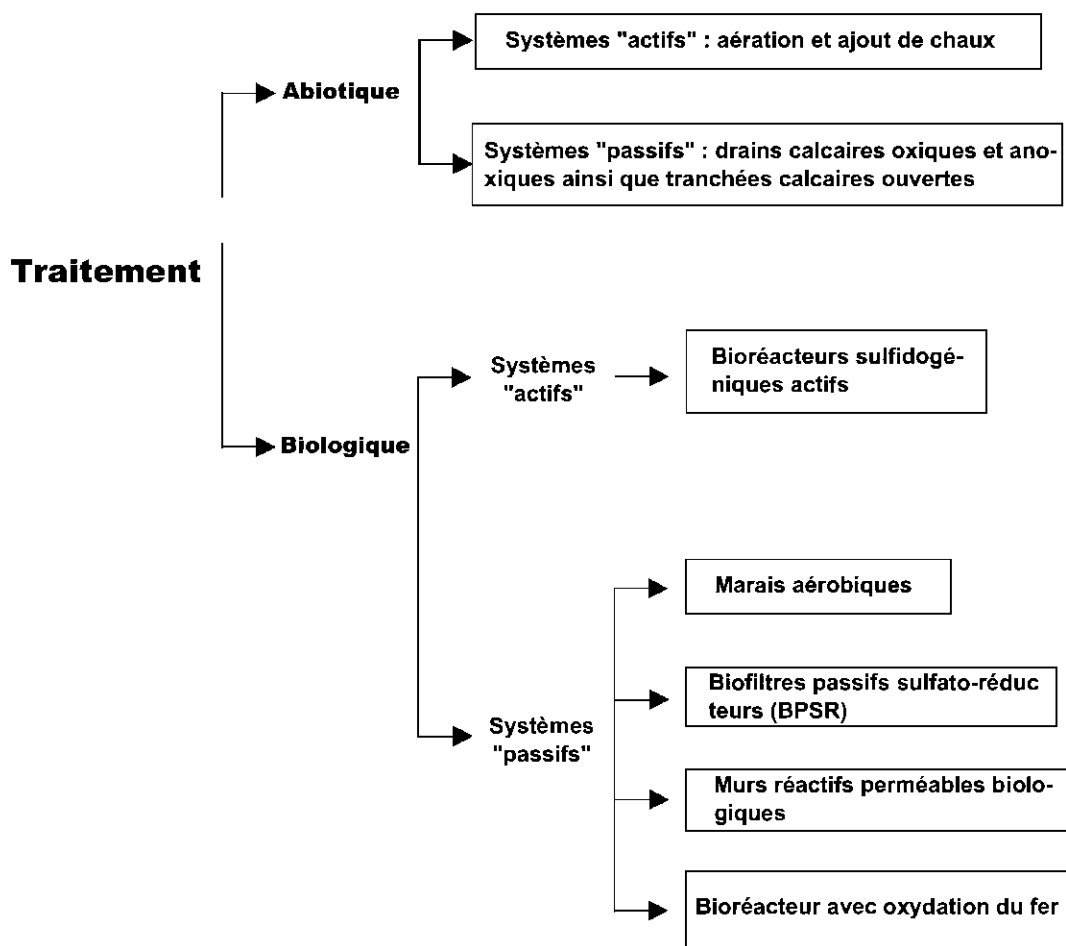 Systèmes "actifs" : aération et ajout de chaux
Abiotique
Systèmes "passifs" : drains calcaires oxiques et ano-
xiques ainsi que tranchées calcaires ouvertes
Traitement
Systèmes
"actifs"
Bioréacteurs sulfidogé-
niques actifs
Biologique
Marais aérobiques
Systèmes
"passifs"
Biofiltres passifs sulfato-réduc
teurs (BPSR)
Murs réactifs perméables biolo-
giques
Bioréacteur avec oxydation du fer